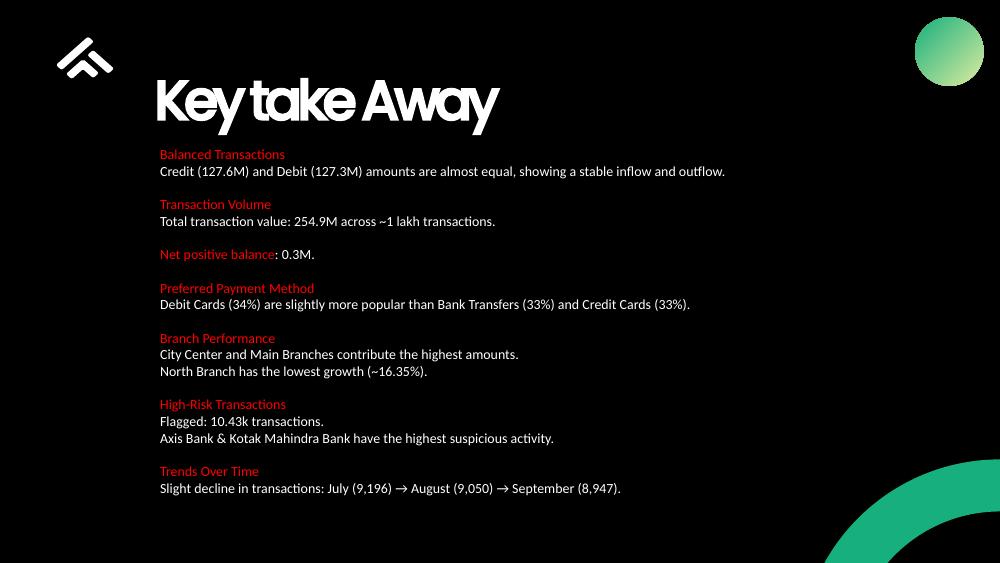 Key take Away
Balanced Transactions
Credit (127.6M) and Debit (127.3M) amounts are almost equal, showing a stable inflow and outflow.
Transaction Volume
Total transaction value: 254.9M across ~1 lakh transactions.
Net positive balance: 0.3M.
Preferred Payment Method
Debit Cards (34%) are slightly more popular than Bank Transfers (33%) and Credit Cards (33%).
Branch Performance
City Center and Main Branches contribute the highest amounts.
North Branch has the lowest growth (~16.35%).
High-Risk Transactions
Flagged: 10.43k transactions.
Axis Bank & Kotak Mahindra Bank have the highest suspicious activity.
Trends Over Time
Slight decline in transactions: July (9,196) → August (9,050) → September (8,947).